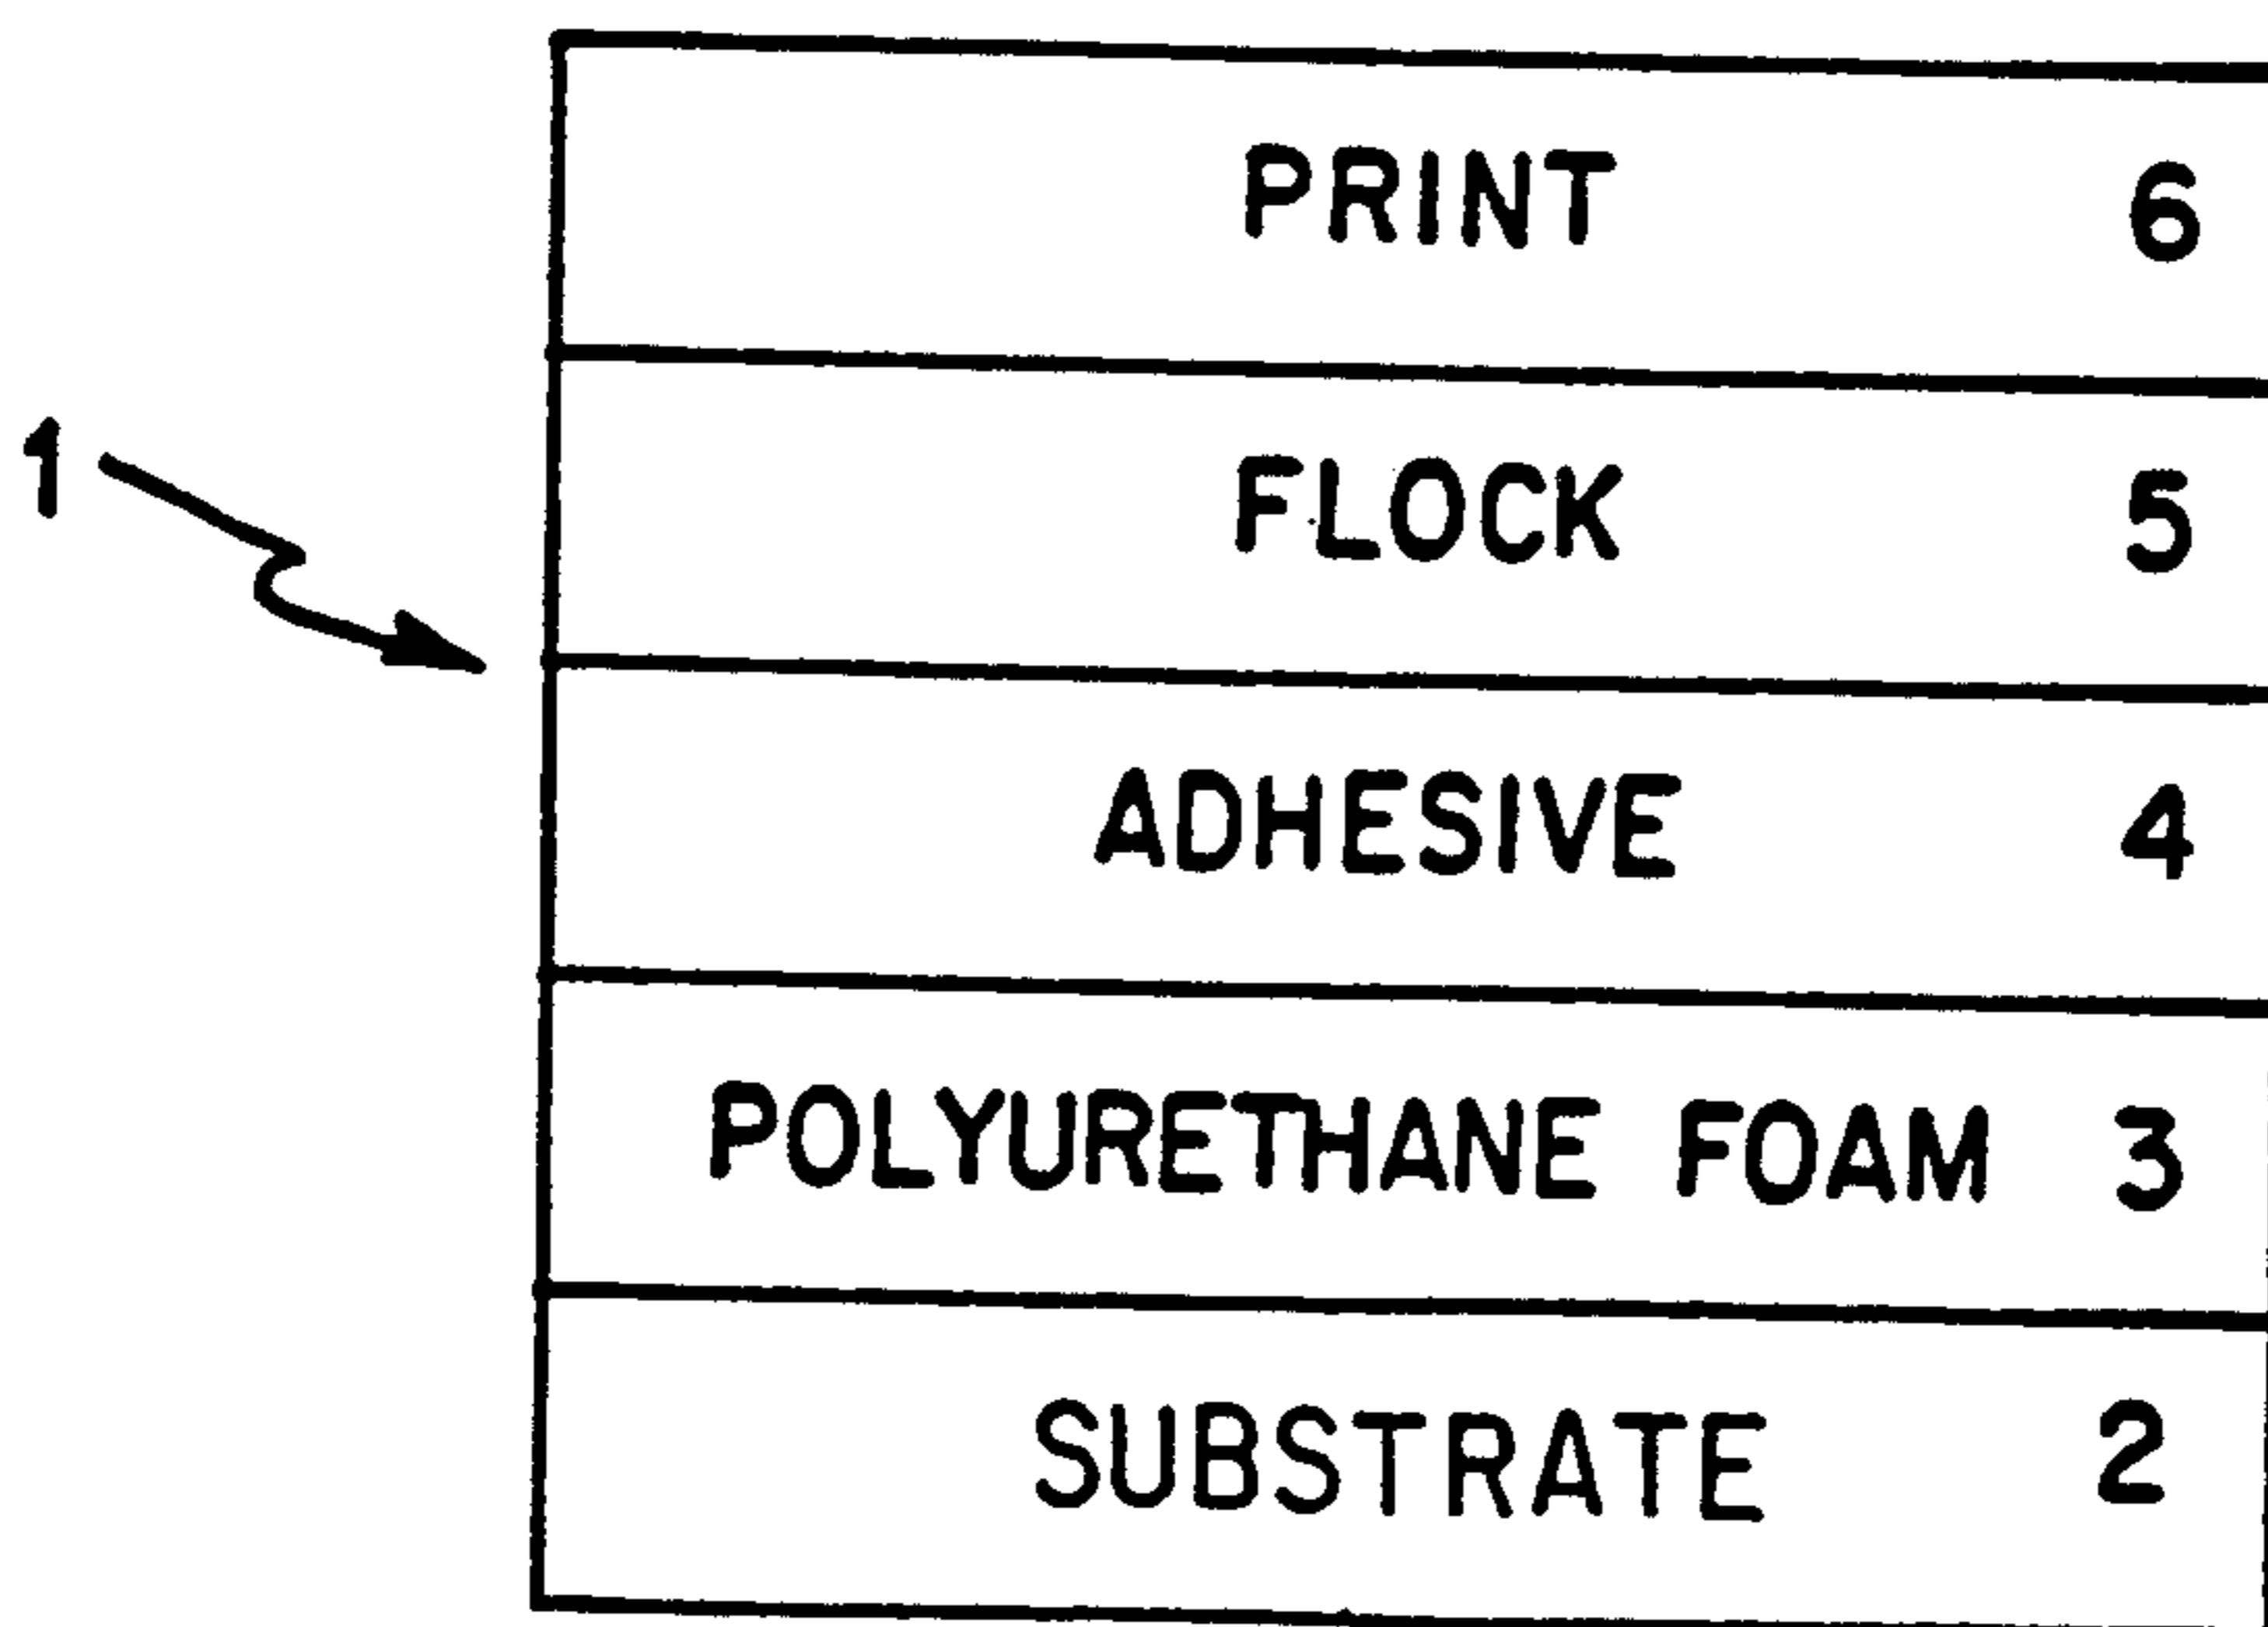 PRINT 6
1
FLOCK 5
ADHESIVE 4
POLYURETHANE FOAM 3
SUBSTRATE 2